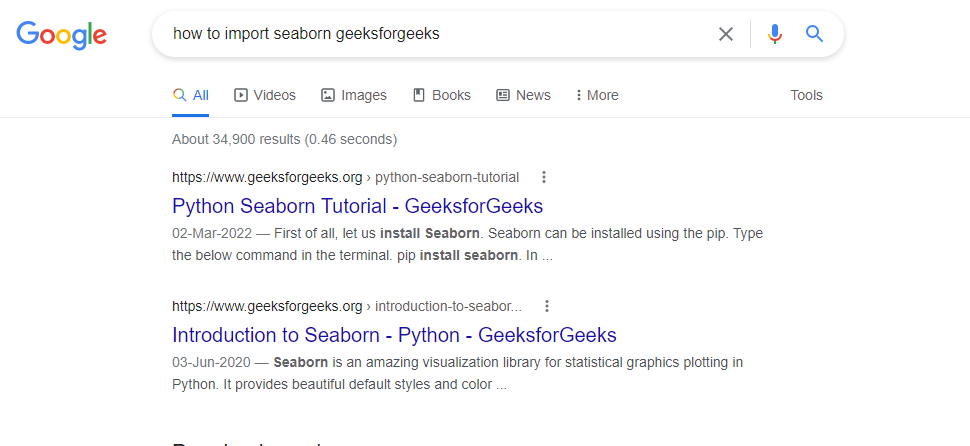 Google
how to import seaborn geeksforgeeks
All Videos Images Books News More Tools
About 34,900 results (0.46 seconds)
https://www.geeksforgeeks.org › python-seaborn-tutorial
Python Seaborn Tutorial - GeeksforGeeks
02-Mar-2022 — First of all, let us install Seaborn. Seaborn can be installed using the pip. Type
the below command in the terminal. pip install seaborn. In ...
https://www.geeksforgeeks.org › introduction-to-seabor...
Introduction to Seaborn - Python - GeeksforGeeks
03-Jun-2020 — Seaborn is an amazing visualization library for statistical graphics plotting in
Python. It provides beautiful default styles and color ...